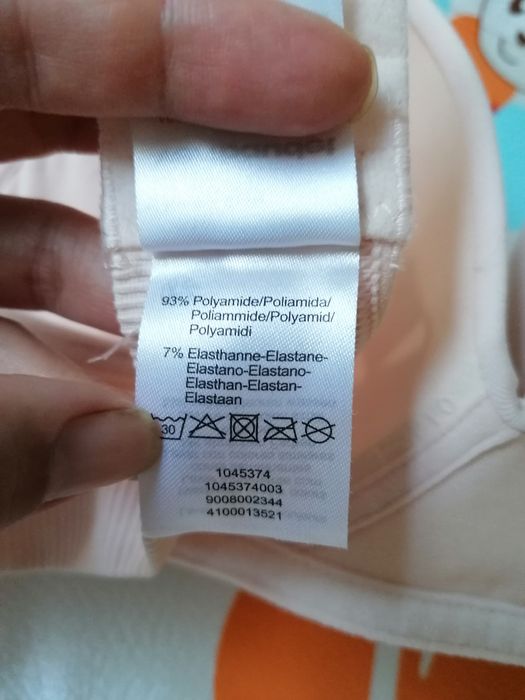 93% Polyamide/Poliamida/
Poliammide/Polyamid/
Polyamidi
7% Elasthanne-Elastane-
Elastano-Elastano-
Elasthan-Elastan-
Elastaan
30
1045374
1045374003
9008002344
4100013521